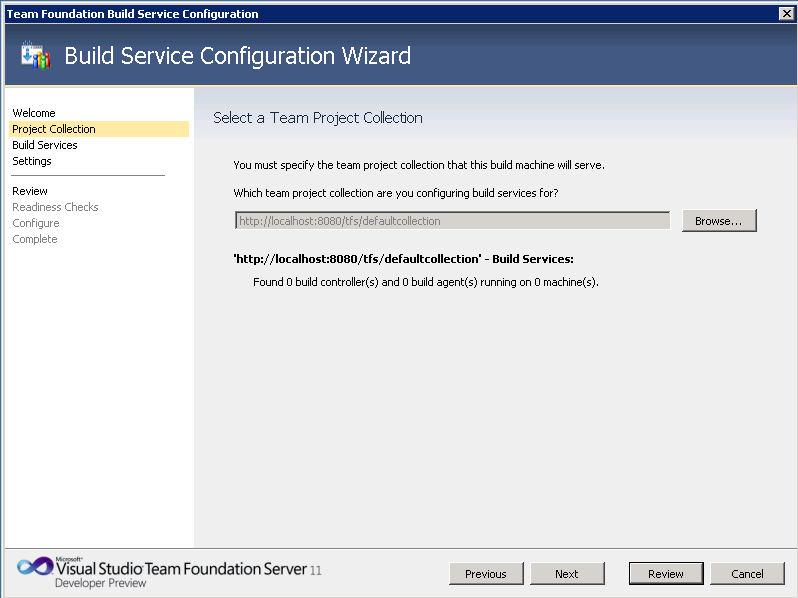 Team Foundation Build Service Configuration
Build Service Configuration Wizard
Welcome
Project Collection
Build Services
Settings
Review
Readiness Checks
Configure
Complete
Select a Team Project Collection
You must specify the team project collection that this build machine will serve.
Which team project collection are you configuring build services for?
http://localhost:8080/tfs/defaultcollection
Browse...
'http://localhost:8080/tfs/defaultcollection' - Build Services:
Found 0 build controller(s) and 0 build agent(s) running on 0 machine(s).
Microsoft®
Visual Studio Team Foundation Server 11
Developer Preview
Previous
Next
Review
Cancel